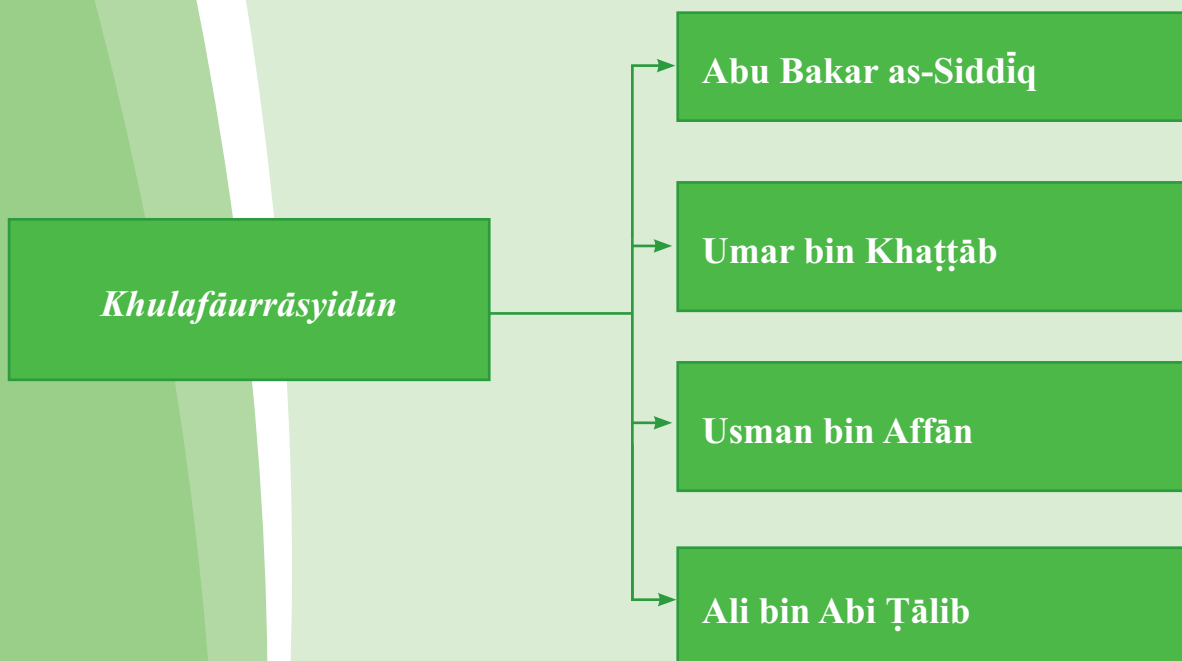 Abu Bakar as-Siddīq
Umar bin Khaṭṭāb
Khulafāurrāsyidūn
Usman bin Affān
Ali bin Abi Ṭālib